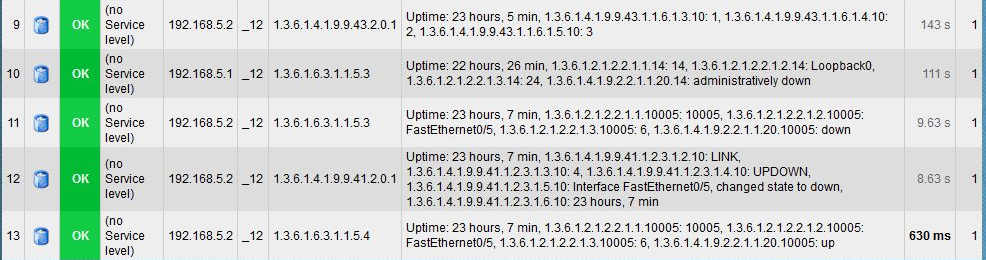 9 OK (no Service level) 192.168.5.2 _12 1.3.6.1.4.1.9.9.43.2.0.1 Uptime: 23 hours, 5 min, 1.3.6.1.4.1.9.9.43.1.1.6.1.3.10: 1, 1.3.6.1.4.1.9.9.43.1.1.6.1.4.10:
2, 1.3.6.1.4.1.9.9.43.1.1.6.1.5.10: 3 143 s 1
10 OK (no Service level) 192.168.5.1 _12 1.3.6.1.6.3.1.1.5.3 Uptime: 22 hours, 26 min, 1.3.6.1.2.1.2.2.1.1.14: 14, 1.3.6.1.2.1.2.2.1.2.14: Loopback0,
1.3.6.1.2.1.2.2.1.3.14: 24, 1.3.6.1.4.1.9.2.2.1.1.20.14: administratively down 111 s 1
11 OK (no Service level) 192.168.5.2 _12 1.3.6.1.6.3.1.1.5.3 Uptime: 23 hours, 7 min, 1.3.6.1.2.1.2.2.1.1.10005: 10005, 1.3.6.1.2.1.2.2.1.2.10005:
FastEthernet0/5, 1.3.6.1.2.1.2.2.1.3.10005: 6, 1.3.6.1.4.1.9.2.2.1.1.20.10005: down 9.63 s 1
12 OK (no Service level) 192.168.5.2 _12 1.3.6.1.4.1.9.9.41.2.0.1 Uptime: 23 hours, 7 min, 1.3.6.1.4.1.9.9.41.1.2.3.1.2.10: LINK,
1.3.6.1.4.1.9.9.41.1.2.3.1.3.10: 4, 1.3.6.1.4.1.9.9.41.1.2.3.1.4.10: UPDOWN,
1.3.6.1.4.1.9.9.41.1.2.3.1.5.10: Interface FastEthernet0/5, changed state to down,
1.3.6.1.4.1.9.9.41.1.2.3.1.6.10: 23 hours, 7 min 8.63 s 1
13 OK (no Service level) 192.168.5.2 _12 1.3.6.1.6.3.1.1.5.4 Uptime: 23 hours, 7 min, 1.3.6.1.2.1.2.2.1.1.10005: 10005, 1.3.6.1.2.1.2.2.1.2.10005:
FastEthernet0/5, 1.3.6.1.2.1.2.2.1.3.10005: 6, 1.3.6.1.4.1.9.2.2.1.1.20.10005: up 630 ms 1